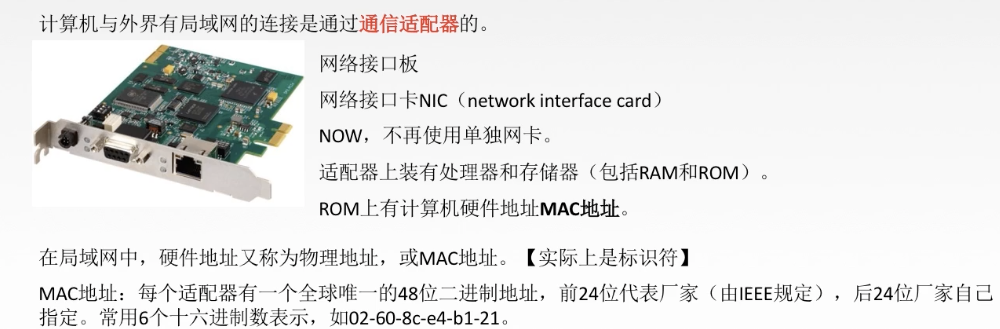 计算机与外界有局域网的连接是通过通信适配器的。
网络接口板
网络接口卡NIC（network interface card）
NOW，不再使用单独网卡。
适配器上装有处理器和存储器（包括RAM和ROM）。
ROM上有计算机硬件地址MAC地址。
在局域网中，硬件地址又称为物理地址，或MAC地址。【实际上是标识符】
MAC地址：每个适配器有一个全球唯一的48位二进制地址，前24位代表厂家（由IEEE规定），后24位厂家自己
指定。常用6个十六进制数表示，如02-60-8c-e4-b1-21。